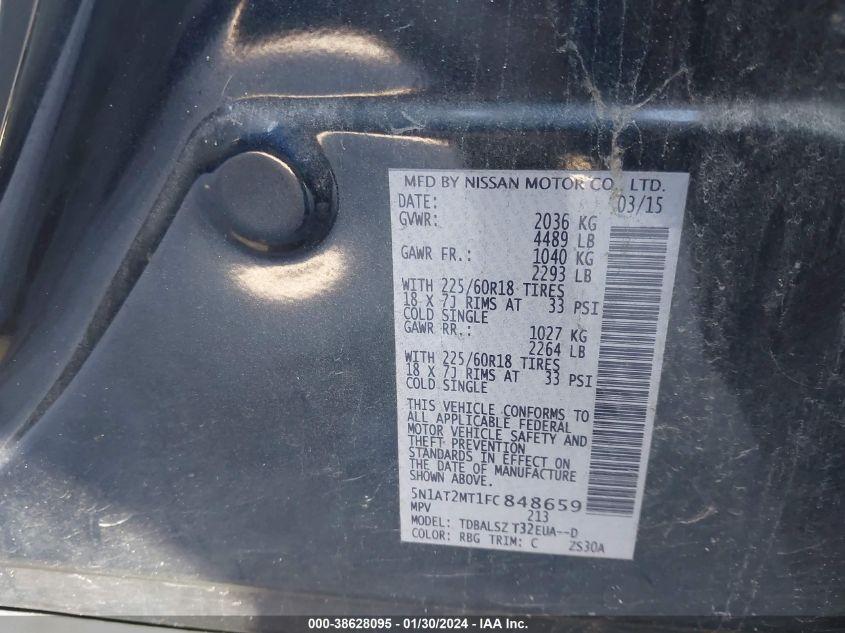 MFD BY NISSAN MOTOR CO., LTD.
DATE: 03/15
GVWR: 2036 KG
4489 LB
GAWR FR.: 1040 KG
2293 LB
WITH 225/60R18 TIRES
18 X 7J RIMS AT 33 PSI
COLD SINGLE
GAWR RR.: 1027 KG
2264 LB
WITH 225/60R18 TIRES
18 X 7J RIMS AT 33 PSI
COLD SINGLE
THIS VEHICLE CONFORMS TO
ALL APPLICABLE FEDERAL
MOTOR VEHICLE SAFETY AND
THEFT PREVENTION
STANDARDS IN EFFECT ON
THE DATE OF MANUFACTURE
SHOWN ABOVE.
5N1AT2MT1FC848659
MPV 213
MODEL: TDBALSZ T32EUA--D
COLOR: RBG TRIM: C ZS30A
000-38628095 - 01/30/2024 - IAA Inc.